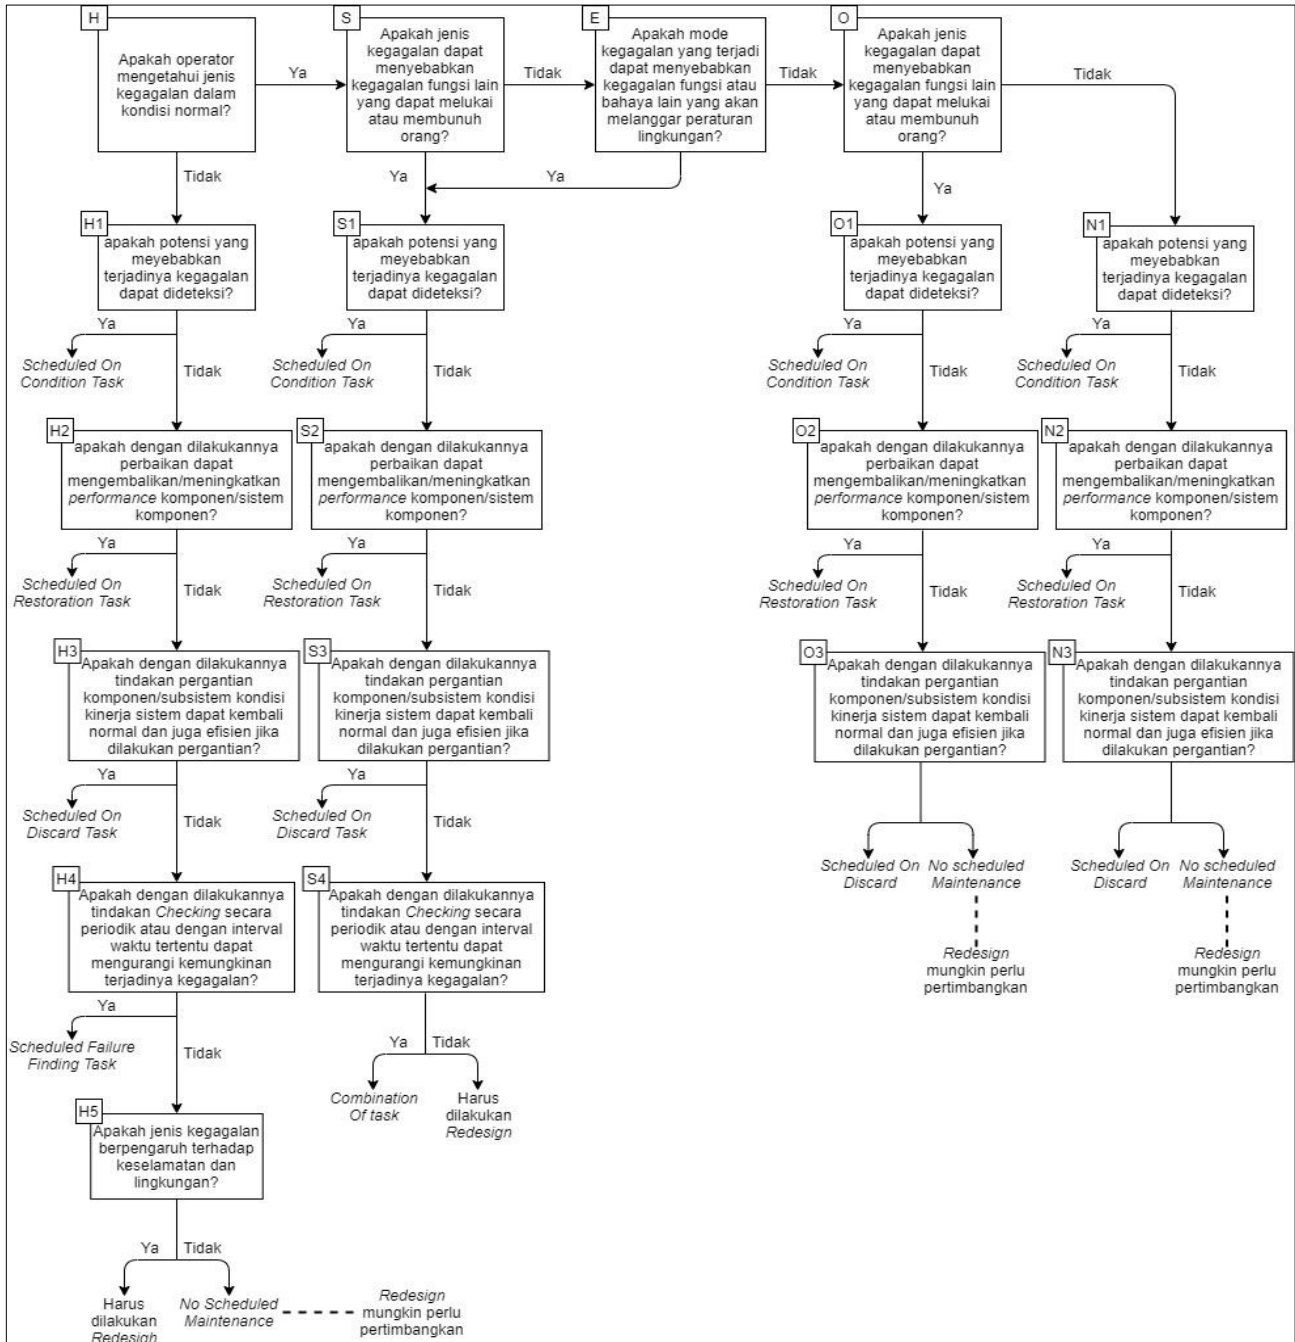 H
Apakah operator
mengetahui jenis
kegagalan dalam
kondisi normal?
Ya
S
Apakah jenis
kegagalan dapat
menyebabkan
kegagalan fungsi lain
yang dapat melukai
atau membunuh
orang?
Tidak
E
Apakah mode
kegagalan yang terjadi
dapat menyebabkan
kegagalan fungsi atau
bahaya lain yang akan
melanggar peraturan
lingkungan?
Tidak
O
Apakah jenis
kegagalan dapat
menyebabkan
kegagalan fungsi lain
yang dapat melukai
atau membunuh
orang?
Tidak
Tidak
Ya
Ya
Ya
H1
apakah potensi yang
meyebabkan
terjadinya kegagalan
dapat dideteksi?
S1
apakah potensi yang
meyebabkan
terjadinya kegagalan
dapat dideteksi?
O1
apakah potensi yang
meyebabkan
terjadinya kegagalan
dapat dideteksi?
N1
apakah potensi yang
meyebabkan
terjadinya kegagalan
dapat dideteksi?
Ya
Scheduled On
Condition Task
Tidak
Ya
Scheduled On
Condition Task
Tidak
Ya
Scheduled On
Condition Task
Tidak
Ya
Scheduled On
Condition Task
Tidak
H2
apakah dengan dilakukannya
perbaikan dapat
mengembalikan/meningkatkan
performance komponen/sistem
komponen?
S2
apakah dengan dilakukannya
perbaikan dapat
mengembalikan/meningkatkan
performance komponen/sistem
komponen?
O2
apakah dengan dilakukannya
perbaikan dapat
mengembalikan/meningkatkan
performance komponen/sistem
komponen?
N2
apakah dengan dilakukannya
perbaikan dapat
mengembalikan/meningkatkan
performance komponen/sistem
komponen?
Ya
Scheduled On
Restoration Task
Tidak
Ya
Scheduled On
Restoration Task
Tidak
Ya
Scheduled On
Restoration Task
Tidak
Ya
Scheduled On
Restoration Task
Tidak
H3
Apakah dengan dilakukannya
tindakan pergantian
komponen/subsistem kondisi
kinerja sistem dapat kembali
normal dan juga efisien jika
dilakukan pergantian?
S3
Apakah dengan dilakukannya
tindakan pergantian
komponen/subsistem kondisi
kinerja sistem dapat kembali
normal dan juga efisien jika
dilakukan pergantian?
O3
Apakah dengan dilakukannya
tindakan pergantian
komponen/subsistem kondisi
kinerja sistem dapat kembali
normal dan juga efisien jika
dilakukan pergantian?
N3
Apakah dengan dilakukannya
tindakan pergantian
komponen/subsistem kondisi
kinerja sistem dapat kembali
normal dan juga efisien jika
dilakukan pergantian?
Ya
Scheduled On
Discard Task
Tidak
Ya
Scheduled On
Discard Task
Tidak
Scheduled On
Discard
No scheduled
Maintenance
Scheduled On
Discard
No scheduled
Maintenance
H4
Apakah dengan dilakukannya
tindakan Checking secara
periodik atau dengan interval
waktu tertentu dapat
mengurangi kemungkinan
terjadinya kegagalan?
S4
Apakah dengan dilakukannya
tindakan Checking secara
periodik atau dengan interval
waktu tertentu dapat
mengurangi kemungkinan
terjadinya kegagalan?
Redesign
mungkin perlu
pertimbangkan
Redesign
mungkin perlu
pertimbangkan
Ya
Scheduled Failure
Finding Task
Tidak
Ya
Tidak
Combination
Of task
Harus
dilakukan
Redesign
H5
Apakah jenis kegagalan
berpengaruh terhadap
keselamatan dan
lingkungan?
Ya
Tidak
Harus
dilakukan
Redesigh
No Scheduled
Maintenance
Redesign
mungkin perlu
pertimbangkan